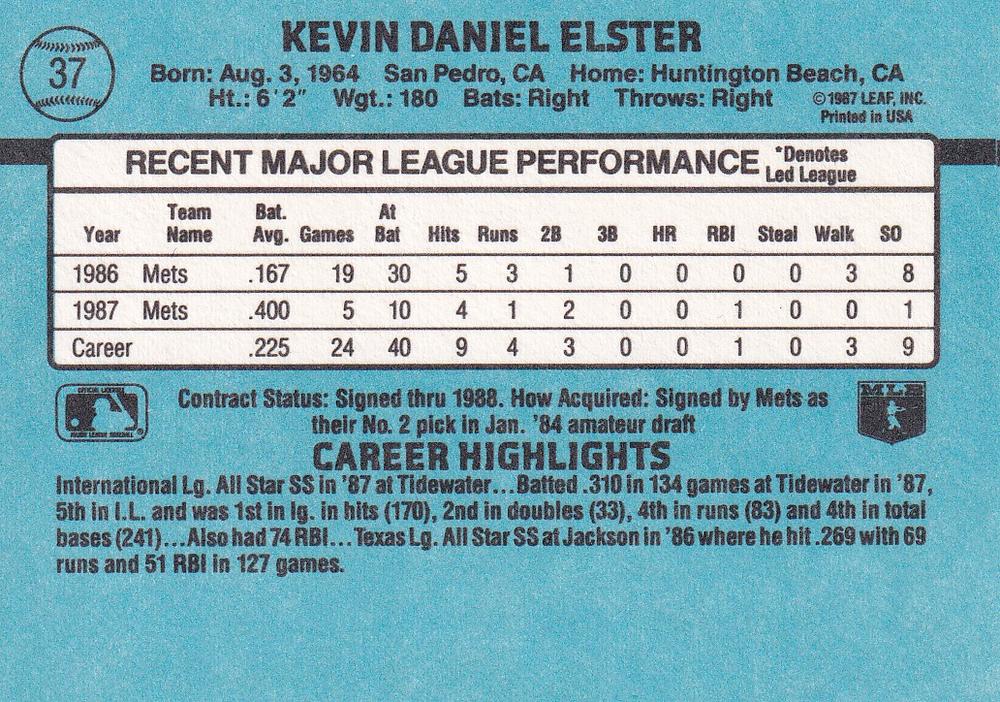 37
KEVIN DANIEL ELSTER
Born: Aug. 3, 1964 San Pedro, CA Home: Huntington Beach, CA
Ht.: 6'2" Wgt.: 180 Bats: Right Throws: Right ©1987 LEAF, INC.
Printed in USA
RECENT MAJOR LEAGUE PERFORMANCE *Denotes
Led League
Year Team Name Bat. Avg. Games At Bat Hits Runs 2B 3B HR RBI Steal Walk SO
1986 Mets .167 19 30 5 3 1 0 0 0 0 3 8
1987 Mets .400 5 10 4 1 2 0 0 1 0 0 1
Career .225 24 40 9 4 3 0 0 1 0 3 9
OFFICIAL LICENSEE
MAJOR LEAGUE BASEBALL
Contract Status: Signed thru 1988. How Acquired: Signed by Mets as
their No. 2 pick in Jan. '84 amateur draft
MLB
CAREER HIGHLIGHTS
International Lg. All Star SS in '87 at Tidewater...Batted .310 in 134 games at Tidewater in '87,
5th in I.L. and was 1st in lg. in hits (170), 2nd in doubles (33), 4th in runs (83) and 4th in total
bases (241)...Also had 74 RBI...Texas Lg. All Star SS at Jackson in '86 where he hit .269 with 69
runs and 51 RBI in 127 games.